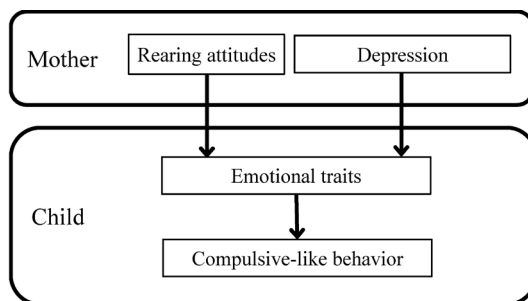 Mother
Rearing attitudes
Depression
Child
Emotional traits
Compulsive-like behavior